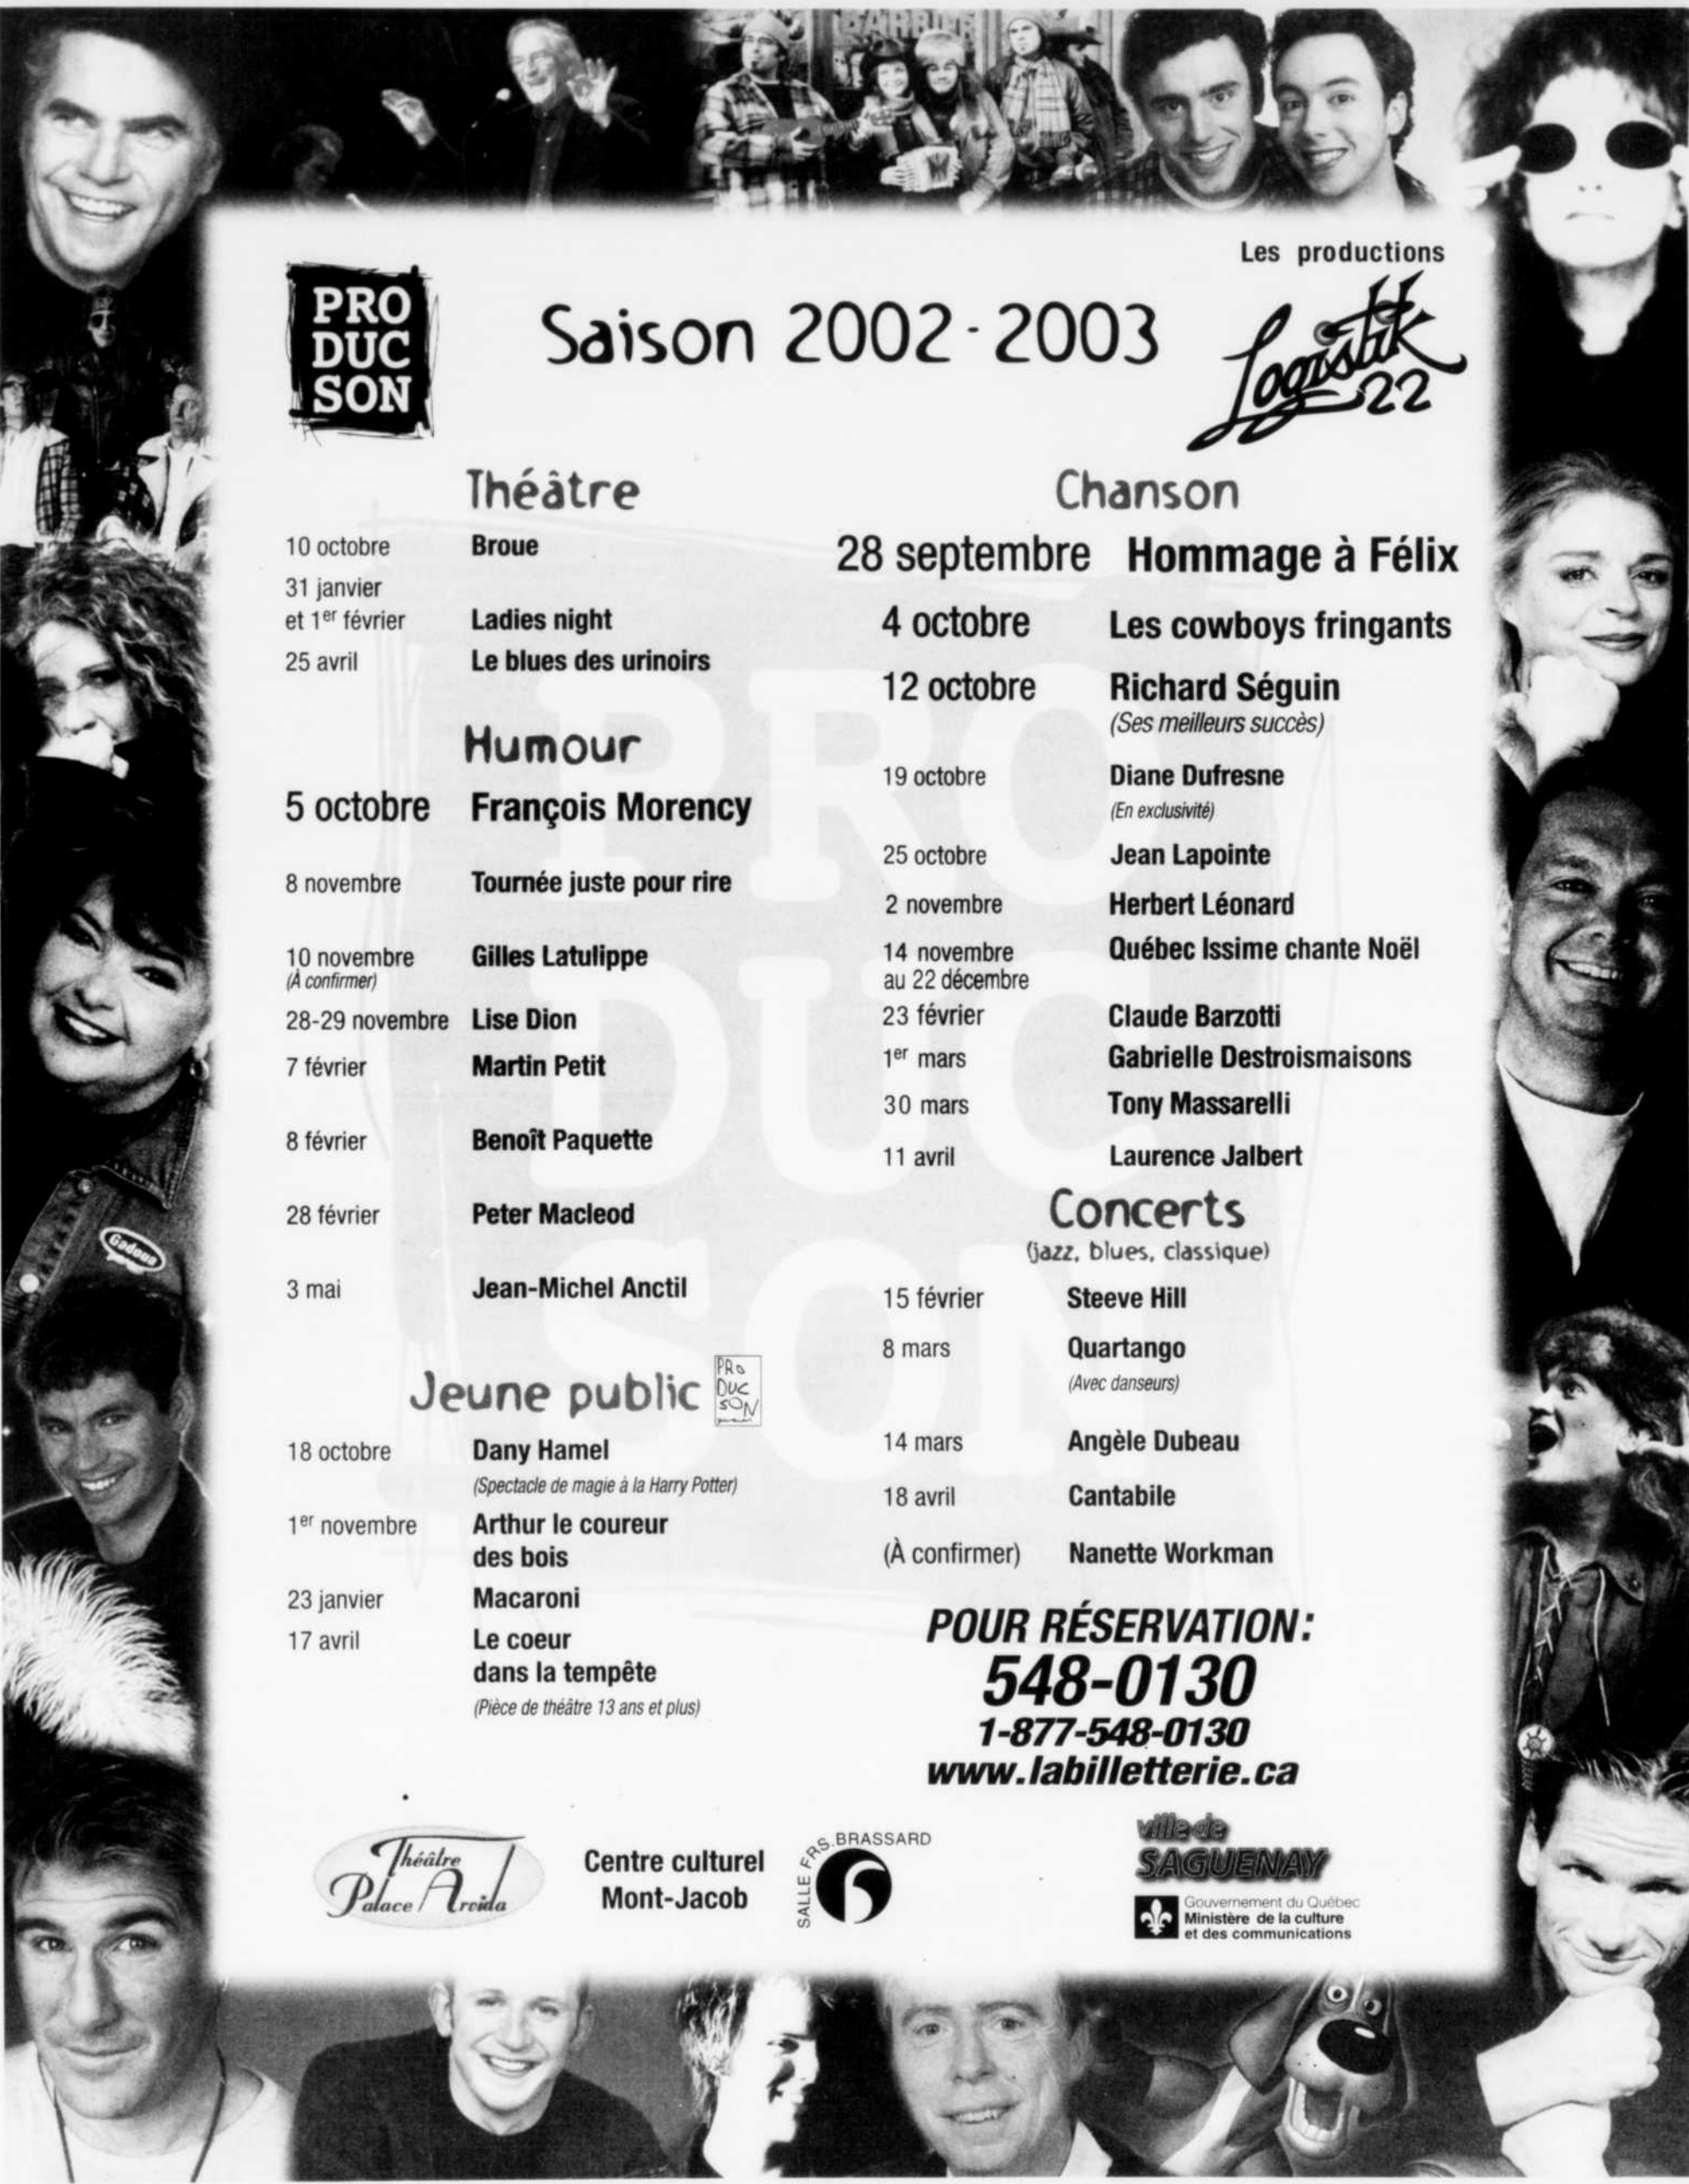 Les productions
PRO
DUC
SON
Saison 2002-2003
Logistik
22
Théâtre
10 octobre Broue
31 janvier
et 1er février Ladies night
25 avril Le blues des urinoirs
Humour
5 octobre François Morency
8 novembre Tournée juste pour rire
10 novembre Gilles Latulippe
(À confirmer)
28-29 novembre Lise Dion
7 février Martin Petit
8 février Benoît Paquette
28 février Peter Macleod
3 mai Jean-Michel Anctil
Jeune public
PRO
DUC
SON
18 octobre Dany Hamel
(Spectacle de magie à la Harry Potter)
1er novembre Arthur le coureur
des bois
23 janvier Macaroni
17 avril Le coeur
dans la tempête
(Pièce de théâtre 13 ans et plus)
Chanson
28 septembre Hommage à Félix
4 octobre Les cowboys fringants
12 octobre Richard Séguin
(Ses meilleurs succès)
19 octobre Diane Dufresne
(En exclusivité)
25 octobre Jean Lapointe
2 novembre Herbert Léonard
14 novembre Québec Issime chante Noël
au 22 décembre
23 février Claude Barzotti
1er mars Gabrielle Destroismaisons
30 mars Tony Massarelli
11 avril Laurence Jalbert
Concerts
(jazz, blues, classique)
15 février Steeve Hill
8 mars Quartango
(Avec danseurs)
14 mars Angèle Dubeau
18 avril Cantabile
(À confirmer) Nanette Workman
POUR RÉSERVATION:
548-0130
1-877-548-0130
www.labilletterie.ca
Théâtre
Palace Arvida
Centre culturel
Mont-Jacob
SALLE FRS. BRASSARD
ville de
SAGUENAY
Gouvernement du Québec
Ministère de la culture
et des communications
PRO
DUC
SON
Gadoua